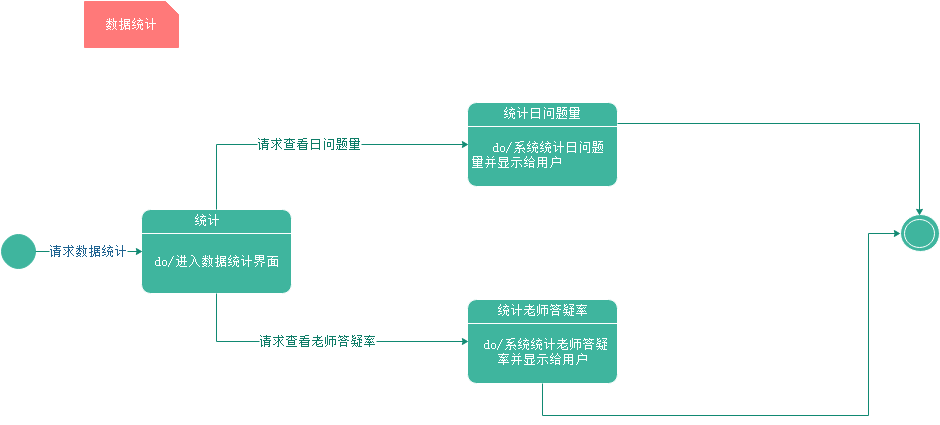 数据统计
统计日问题量
请求查看日问题量
do/系统统计日问题
量并显示给用户
统计
请求数据统计
do/进入数据统计界面
统计老师答疑率
请求查看老师答疑率
do/系统统计老师答疑
率并显示给用户